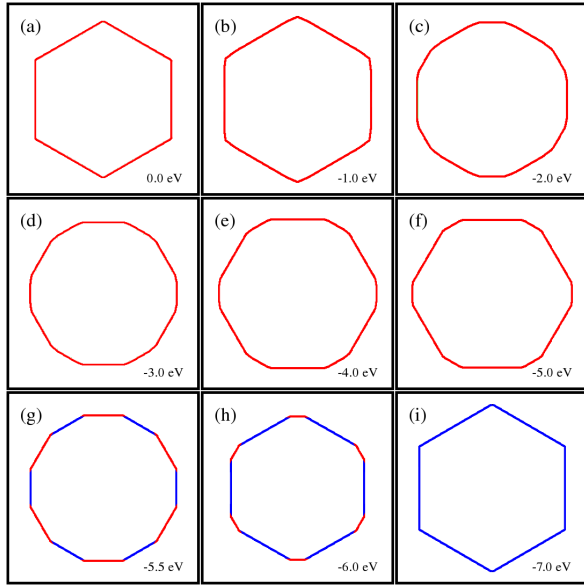 (a)
0.0 eV
(b)
-1.0 eV
(c)
-2.0 eV
(d)
-3.0 eV
(e)
-4.0 eV
(f)
-5.0 eV
(g)
-5.5 eV
(h)
-6.0 eV
(i)
-7.0 eV